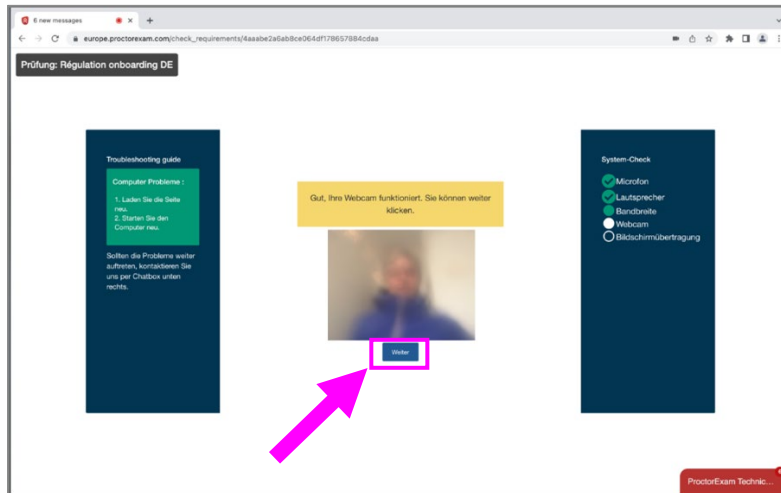 6 new messages
europe.proctorexam.com/check_requirements/4aaabe2a6ab8ce064df178657884cdaa
Prüfung: Régulation onboarding DE
Troubleshooting guide
Computer Probleme :
1. Laden Sie die Seite
neu.
2. Starten Sie den
Computer neu.
Sollten die Probleme weiter
auftreten, kontaktieren Sie
uns per Chatbox unten
rechts.
Gut, Ihre Webcam funktioniert. Sie können weiter
klicken.
Weiter
System-Check
Microfon
Lautsprecher
Bandbreite
Webcam
Bildschirmübertragung
ProctorExam Technic...